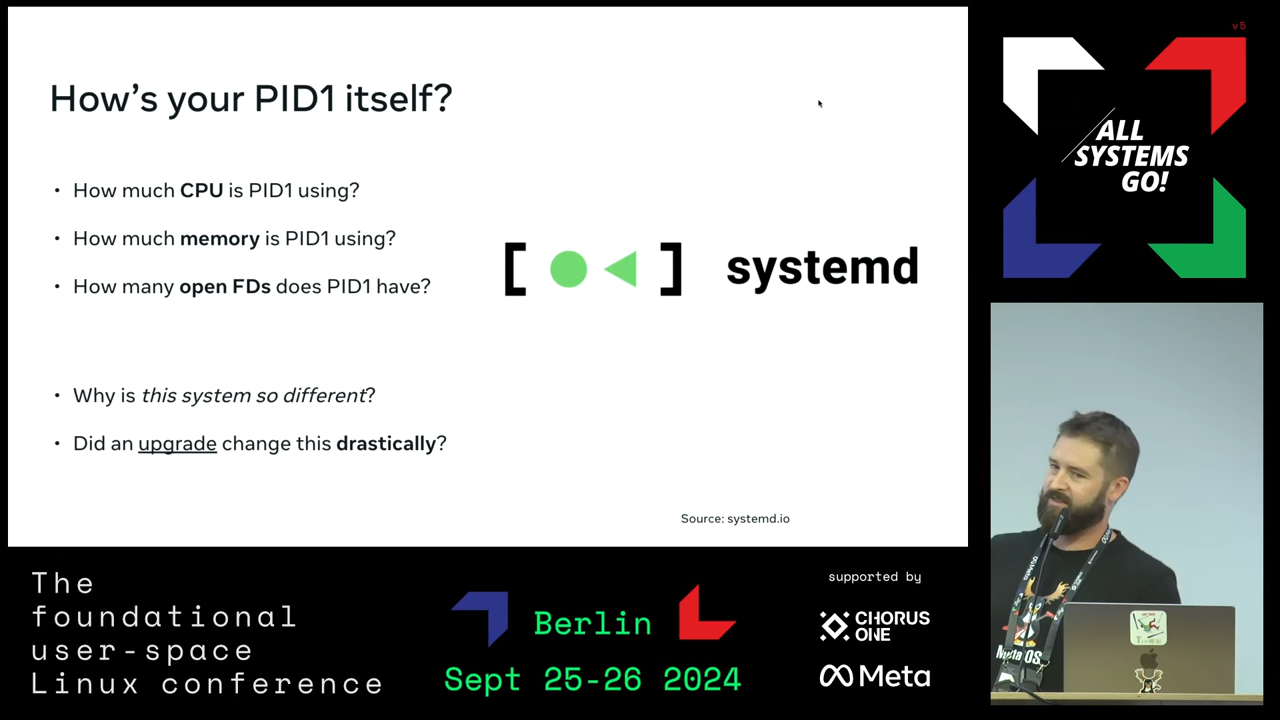 How's your PID1 itself?
• How much CPU is PID1 using?
• How much memory is PID1 using?
• How many open FDs does PID1 have?
• Why is this system so different?
• Did an upgrade change this drastically?
[ ] systemd
Source: systemd.io
v5
ALL
SYSTEMS
GO!
Meta OS
The
foundational
user-space
Linux conference
Berlin
Sept 25-26 2024
supported by
CHORUS
ONE
Meta